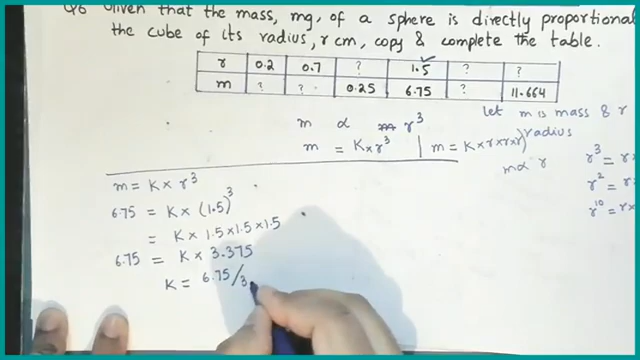 Q6 Given that the mass, mg, of a sphere is directly proportional
the cube of its radius, r cm, copy & complete the table.
r 0.2 0.7 ? 1.5 ? ?
m ? ? 0.25 6.75 ? 11.664
let m is mass & r
radius
m ∝ r³
m = K×r³ | m = K×r×r×r
m∝ r
r³ =
r² =
r¹⁰ =
m = K × r³
6.75 = K × (1.5)³
= K × 1.5×1.5×1.5
6.75 = K × 3.375
K = 6.75/3.